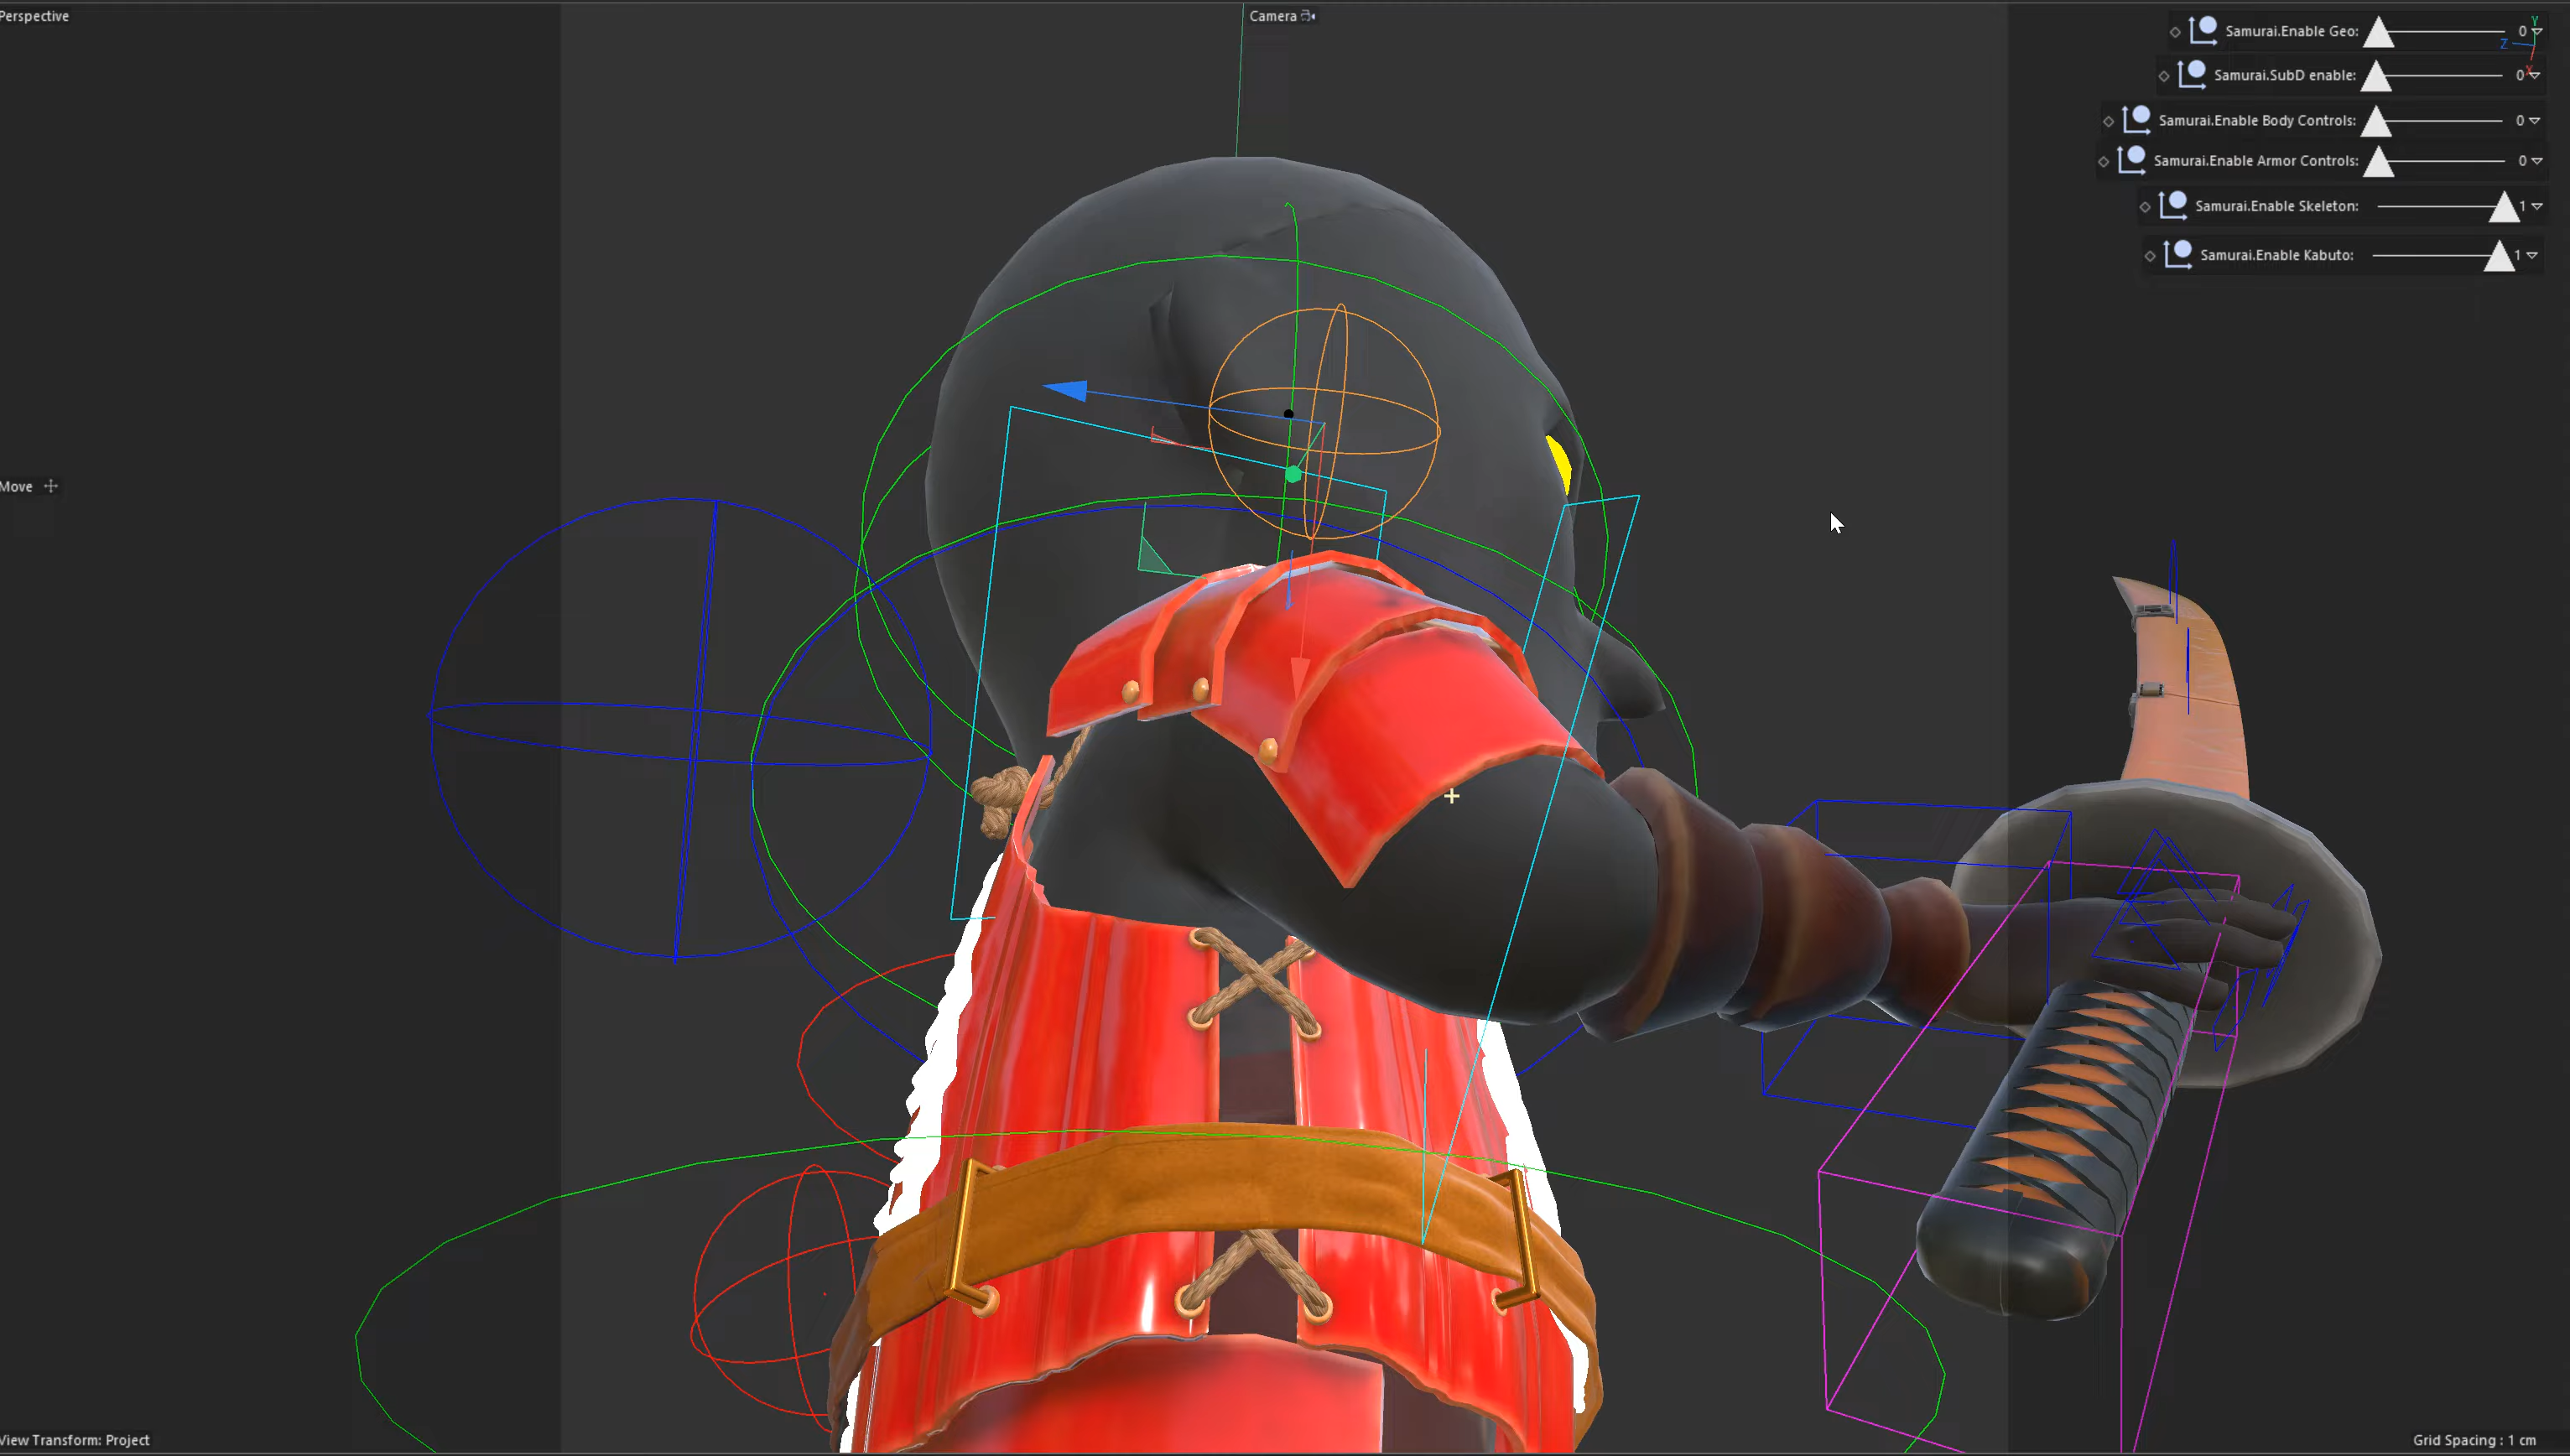 Perspective
Camera
Samurai.Enable Geo: 0
Y
Z
X
Samurai.SubD enable: 0
Samurai.Enable Body Controls: 0
Samurai.Enable Armor Controls: 0
Samurai.Enable Skeleton: 1
Samurai.Enable Kabuto: 1
Move
View Transform: Project
Grid Spacing : 1 cm